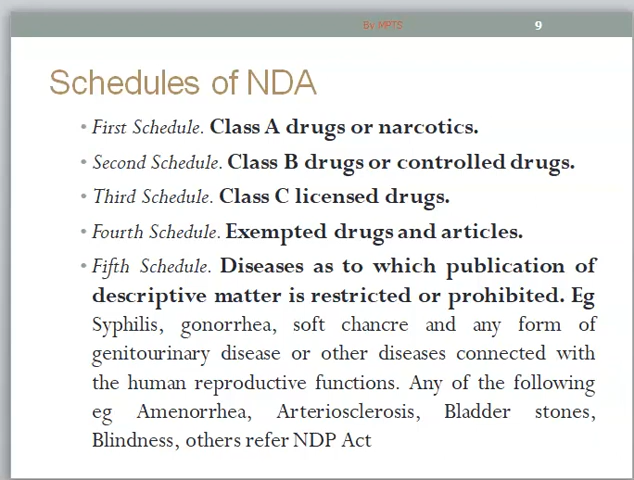 By MPTS
9
Schedules of NDA
• First Schedule. Class A drugs or narcotics.
• Second Schedule. Class B drugs or controlled drugs.
• Third Schedule. Class C licensed drugs.
• Fourth Schedule. Exempted drugs and articles.
• Fifth Schedule. Diseases as to which publication of
descriptive matter is restricted or prohibited. Eg
Syphilis, gonorrhea, soft chancre and any form of
genitourinary disease or other diseases connected with
the human reproductive functions. Any of the following
eg Amenorrhea, Arteriosclerosis, Bladder stones,
Blindness, others refer NDP Act